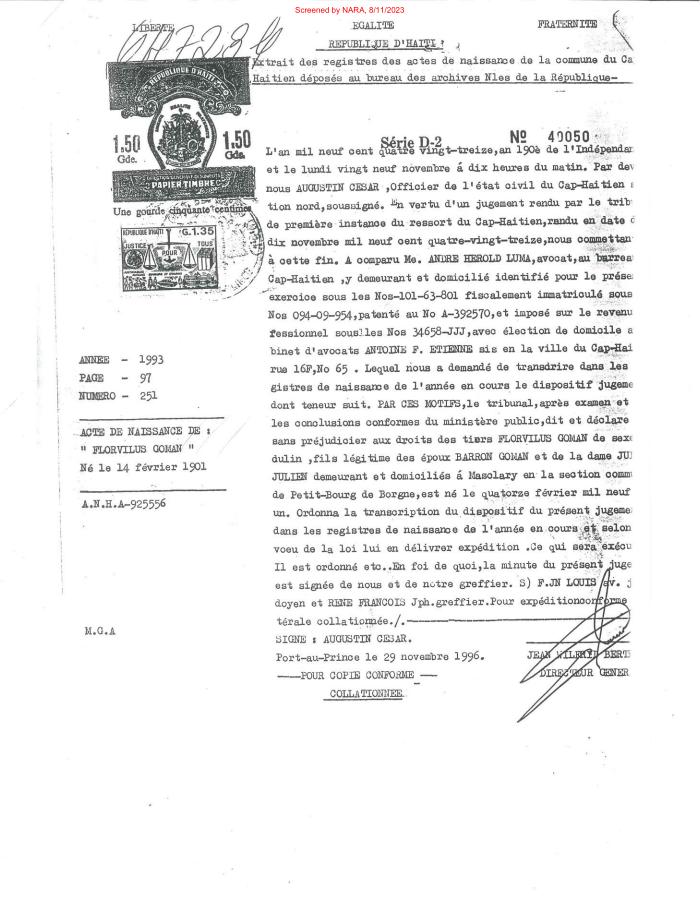 Screened by NARA, 8/11/2023
LIBERTE EGALITE FRATERNITE
REPUBLIQUE D'HAITI
Extrait des registres des actes de naissance de la commune du Ca
Haitien déposés au bureau des archives Nles de la République-
REPUBLIQUE D'HAITI
1.50 Gde.
1.50 Gde.
PAPIER TIMBRE
Une gourde cinquante centimes
REPUBLIQUE D'HAITI G.1.35
JUSTICE POUR TOUS
Série D-2 No 49050
L'an mil neuf cent quatre vingt-treize,an 190è de l'Indépendan
et le lundi vingt neuf novembre á dix heures du matin. Par dev
nous AUGUSTIN CESAR ,Officier de l'état civil du Cap-Haitien s
tion nord,soussigné. En vertu d'un jugement rendu par le trib
de première instance du ressort du Cap-Haitien,randu en date d
dix novembre mil neuf cent quatre-vingt-treize,nous commettan
à cette fin. A comparu Me. ANDRE HEROLD LUMA,avocat,au barrea
Cap-Haitien ,y demeurant et domicilié identifié pour le prése
exercice sous les Nos-101-63-801 fiscalement immatriculé sous
Nos 094-09-954,patenté au No A-392570,et imposé sur le revenu
fessionnel sous les Nos 34658-JJJ,avec élection de domicile a
binet d'avocats ANTOINE F. ETIENNE sis en la ville du Cap-Hai
rue 16F,No 65 . Lequel nous a demandé de transdrire dans les
gistres de naissance de l'année en cours le dispositif jugeme
dont teneur suit. PAR CES MOTIFS,le tribunal,après examen et
les conclusions conformes du ministère public,dit et déclare
sans préjudicier aux droits des tiers FLORVILUS GOMAN de sex
dulin ,fils légitime des époux BARRON GOMAN et de la dame JU
JULIEN demeurant et domiciliés à Masclary en la section commu
de Petit-Bourg de Borgne,est né le quatorze février mil neuf
un. Ordonna la transcription du dispositif du présent jugeme
dans les registres de naissance de l'année en cours et selon
voeu de la loi lui en délivrer expédition .Ce qui sera exécu
Il est ordonné etc..En foi de quoi,la minute du présent juge
est signée de nous et de notre greffier. S) F.JN LOUIS av. j
doyen et RENE FRANCOIS Jph.greffier.Pour expéditionconforme
térale collationnée./.
SIGNE : AUGUSTIN CESAR.
Port-au-Prince le 29 novembre 1996.
POUR COPIE CONFORME
COLLATIONNEE
JEAN WILFRID BERT
DIRECTEUR GENER
ANNEE - 1993
PAGE - 97
NUMERO - 251
ACTE DE NAISSANCE DE :
" FLORVILUS GOMAN "
Né le 14 février 1901
A.N.H.A-925556
M.G.A